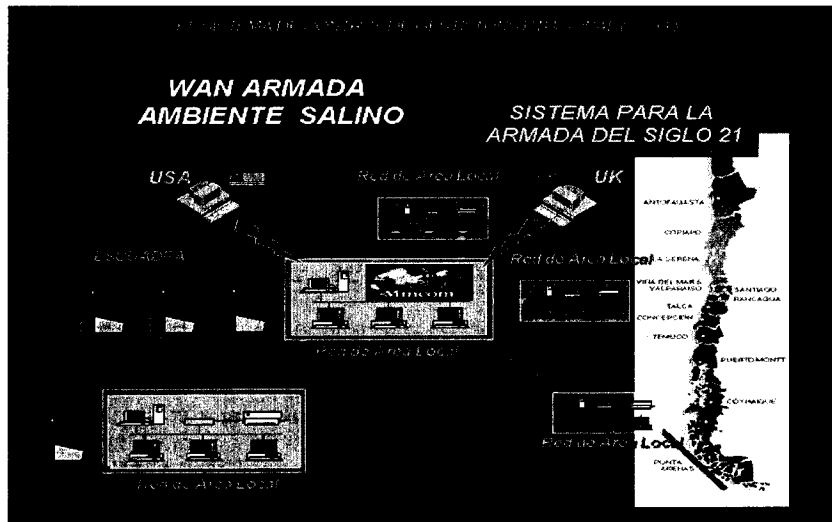 WAN ARMADA
AMBIENTE SALINO
SISTEMA PARA LA
ARMADA DEL SIGLO 21
USA
Red de Area Local
UK
ESCUADRA
Red de Area Local
Mincom
Red de Area Local
Red de Area Local
Red de Area Local
ANTOFAGASTA
COPIAPO
LA SERENA
VIÑA DEL MAR &
VALPARAISO
SANTIAGO
RANCAGUA
TALCA
CONCEPCION
TEMUCO
PUERTO MONTT
COYHAIQUE
PUNTA
ARENAS